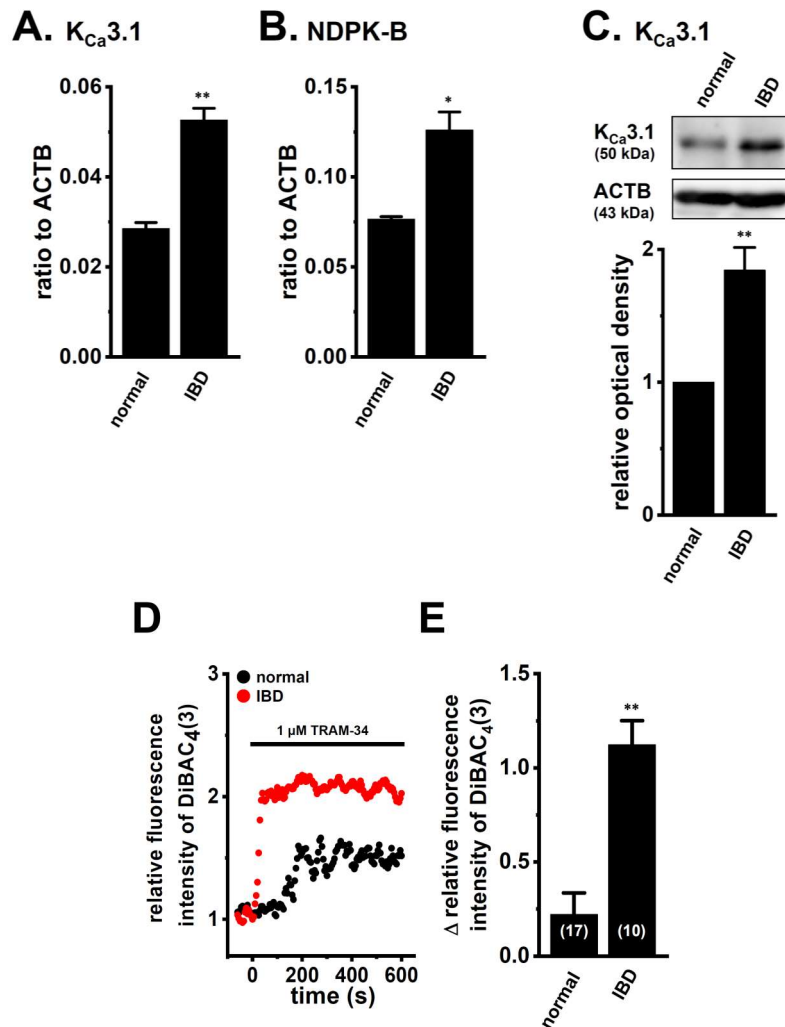 A. KCa3.1
ratio to ACTB
0.06
0.04
0.02
0.00
**
normal
IBD
B. NDPK-B
ratio to ACTB
0.15
0.10
0.05
0.00
*
normal
IBD
C. KCa3.1
normal
IBD
KCa3.1
(50 kDa)
ACTB
(43 kDa)
relative optical density
2
1
0
**
normal
IBD
D
relative fluorescence
intensity of DiBAC4(3)
3
2
1
normal
IBD
1 µM TRAM-34
0
200
400
600
time (s)
E
Δ relative fluorescence
intensity of DiBAC4(3)
1.5
1.0
0.5
0.0
**
(17)
(10)
normal
IBD